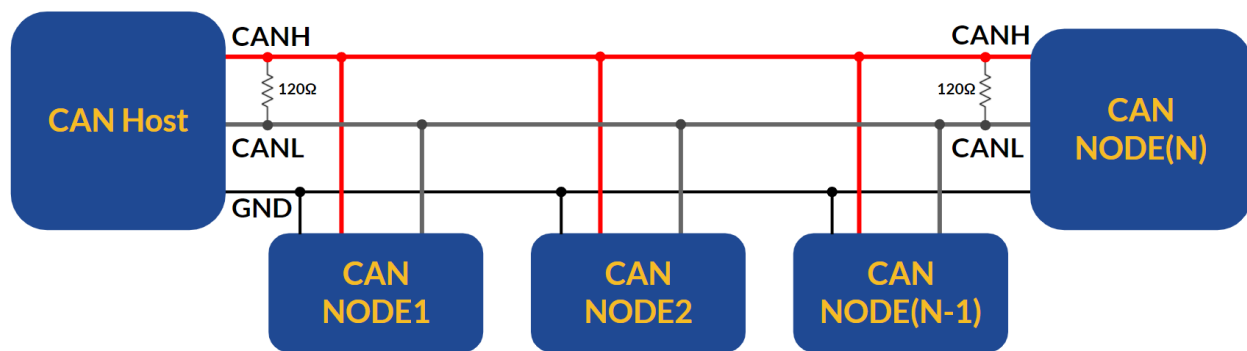 CANH
CANH
120Ω
120Ω
CAN Host
CAN
NODE(N)
CANL
CANL
GND
CAN
NODE1
CAN
NODE2
CAN
NODE(N-1)